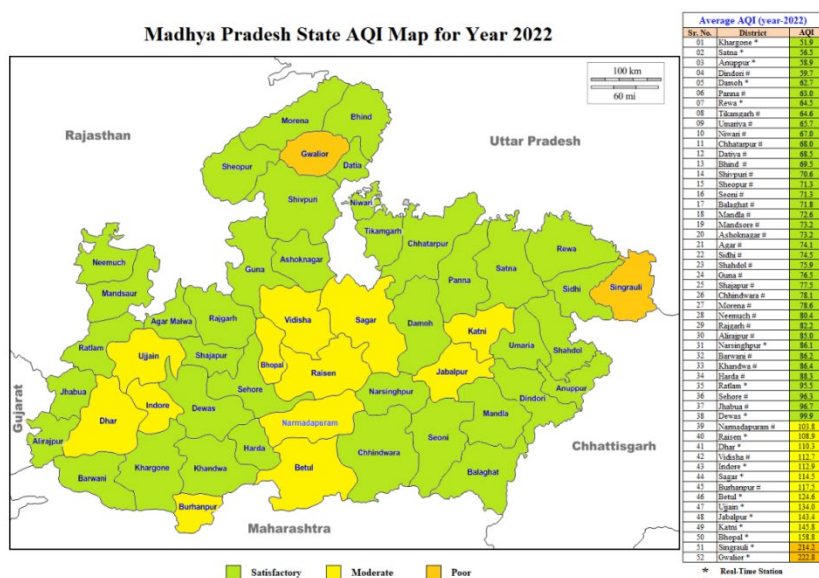 Madhya Pradesh State AQI Map for Year 2022
100 km
60 mi
Rajasthan
Uttar Pradesh
Gujarat
Maharashtra
Chhattisgarh
Morena
Bhind
Gwalior
Sheopur
Datia
Shivpuri
Niwari
Tikamgarh
Chhatarpur
Rewa
Neemuch
Guna
Ashoknagar
Panna
Satna
Sidhi
Singrauli
Mandsaur
Agar Malwa
Rajgarh
Vidisha
Sagar
Damoh
Katni
Umaria
Shahdol
Ratlam
Ujjain
Shajapur
Bhopal
Raisen
Jabalpur
Anuppur
Jhabua
Indore
Dewas
Sehore
Narsinghpur
Dindori
Dhar
Narmadapuram
Mandla
Alirajpur
Harda
Seoni
Barwani
Khargone
Khandwa
Betul
Chhindwara
Balaghat
Burhanpur
Satisfactory
Moderate
Poor
Average AQI (year-2022)
Sr. No. District AQI
01 Khargone * 51.9
02 Satna * 56.5
03 Anuppur * 58.9
04 Dindori # 59.7
05 Damoh * 62.7
06 Panna # 63.0
07 Rewa * 64.5
08 Tikamgarh # 64.6
09 Umariya # 65.7
10 Niwari # 67.0
11 Chhatarpur # 68.0
12 Datiya # 68.5
13 Bhind # 69.5
14 Shivpuri # 70.6
15 Sheopur # 71.3
16 Seoni # 71.3
17 Balaghat # 71.8
18 Mandla # 72.6
19 Mandsore # 73.2
20 Ashoknagar # 73.2
21 Agar # 74.1
22 Sidhi # 74.5
23 Shahdol # 75.9
24 Guna # 76.5
25 Shajapur # 77.5
26 Chhindwara # 78.1
27 Morena # 78.6
28 Neemuch # 80.4
29 Rajgarh # 82.2
30 Alirajpur # 85.0
31 Narsinghpur * 86.1
32 Barwani # 86.2
33 Khandwa # 86.4
34 Harda # 88.3
35 Ratlam * 95.5
36 Sehore # 96.3
37 Jhabua # 96.7
38 Dewas * 99.9
39 Narmadapuram # 103.8
40 Raisen * 108.9
41 Dhar * 110.3
42 Vidisha # 112.7
43 Indore * 112.9
44 Sagar * 114.5
45 Burhanpur # 117.5
46 Betul * 124.6
47 Ujjain * 134.0
48 Jabalpur * 143.4
49 Katni * 145.8
50 Bhopal * 158.8
51 Singrauli * 214.2
52 Gwalior * 222.8
* Real-Time Station